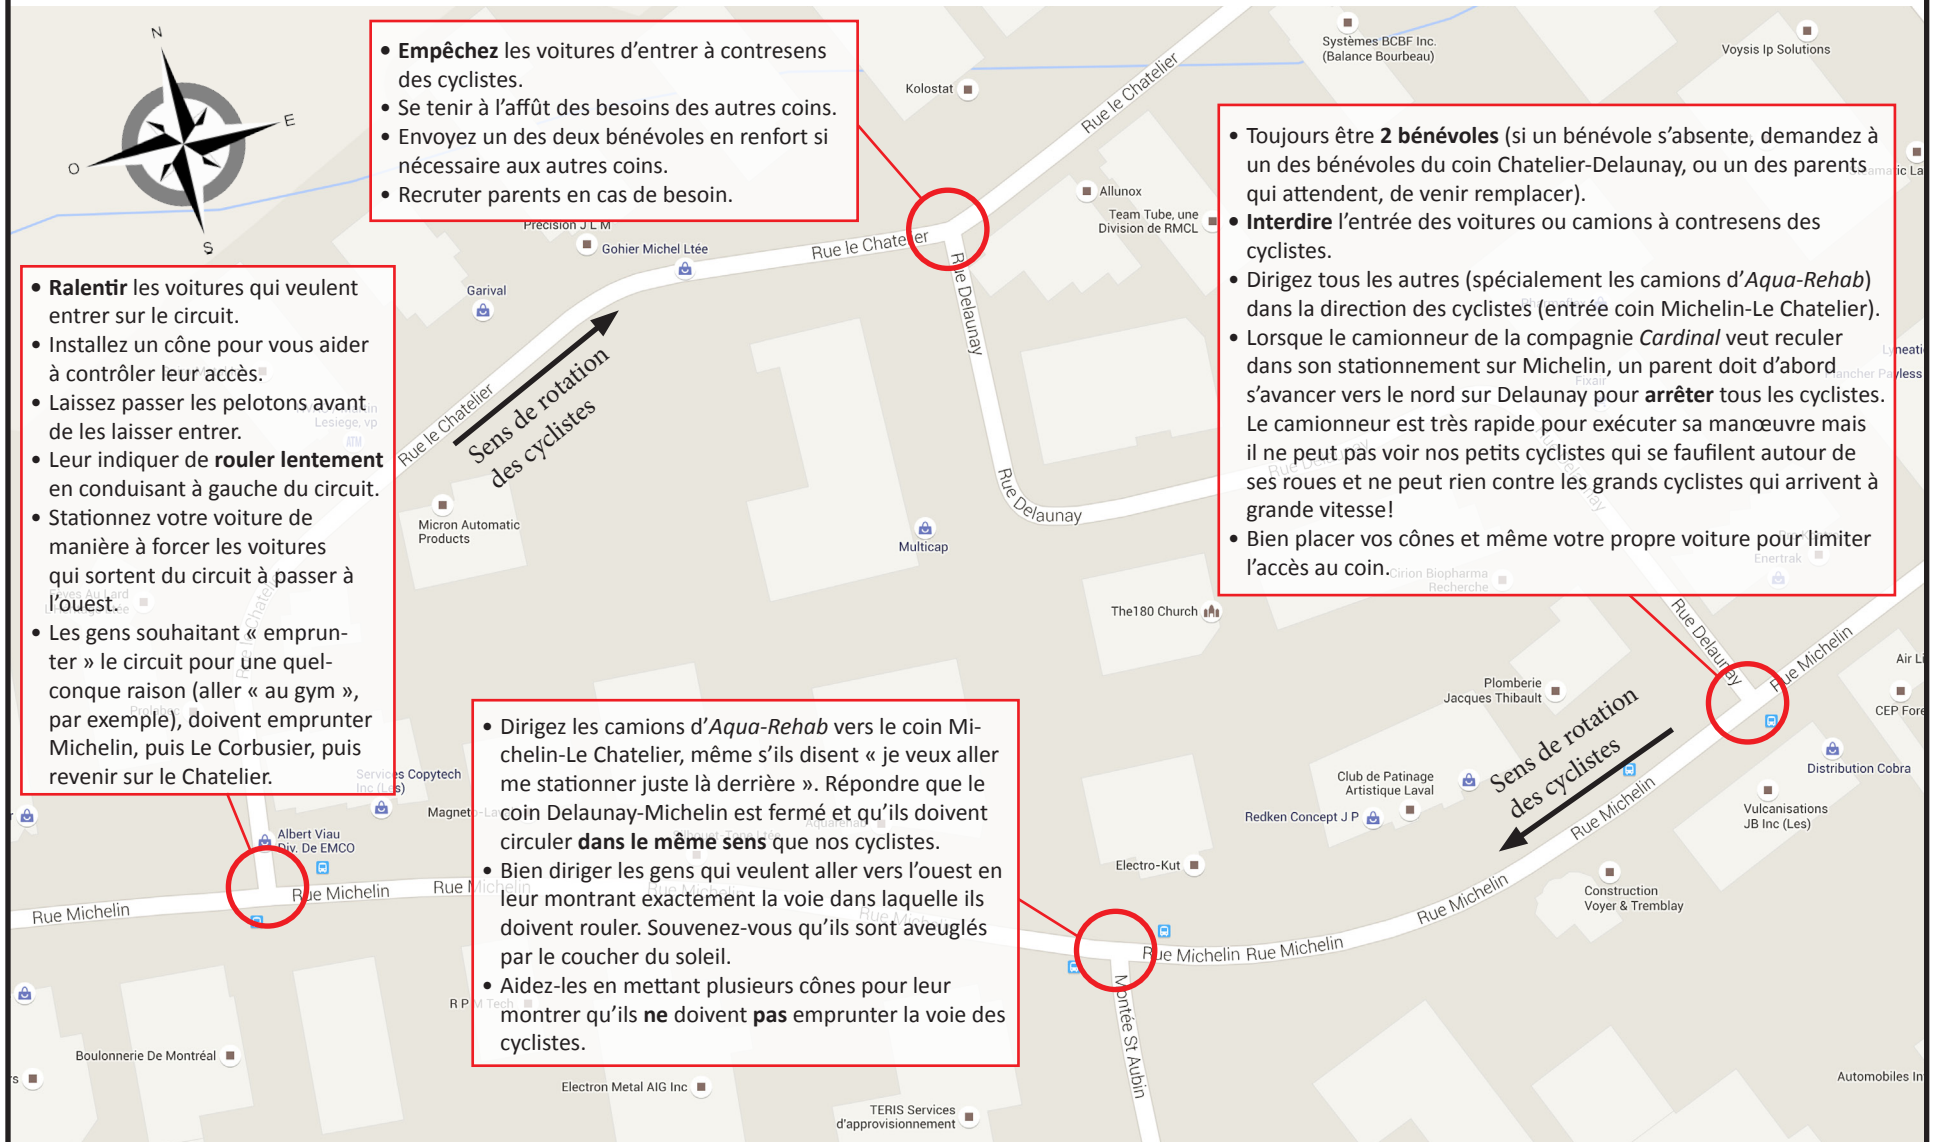 N
E
S
O
• Empêchez les voitures d'entrer à contresens
des cyclistes.
• Se tenir à l'affût des besoins des autres coins.
• Envoyez un des deux bénévoles en renfort si
nécessaire aux autres coins.
• Recruter parents en cas de besoin.
• Toujours être 2 bénévoles (si un bénévole s'absente, demandez à
un des bénévoles du coin Chatelier-Delaunay, ou un des parents
qui attendent, de venir remplacer).
• Interdire l'entrée des voitures ou camions à contresens des
cyclistes.
• Dirigez tous les autres (spécialement les camions d'Aqua-Rehab)
dans la direction des cyclistes (entrée coin Michelin-Le Chatelier).
• Lorsque le camionneur de la compagnie Cardinal veut reculer
dans son stationnement sur Michelin, un parent doit d'abord
s'avancer vers le nord sur Delaunay pour arrêter tous les cyclistes.
Le camionneur est très rapide pour exécuter sa manœuvre mais
il ne peut pas voir nos petits cyclistes qui se faufilent autour de
ses roues et ne peut rien contre les grands cyclistes qui arrivent à
grande vitesse!
• Bien placer vos cônes et même votre propre voiture pour limiter
l'accès au coin.
• Ralentir les voitures qui veulent
entrer sur le circuit.
• Installez un cône pour vous aider
à contrôler leur accès.
• Laissez passer les pelotons avant
de les laisser entrer.
• Leur indiquer de rouler lentement
en conduisant à gauche du circuit.
• Stationnez votre voiture de
manière à forcer les voitures
qui sortent du circuit à passer à
l'ouest.
• Les gens souhaitant « emprun-
ter » le circuit pour une quel-
conque raison (aller « au gym »,
par exemple), doivent emprunter
Michelin, puis Le Corbusier, puis
revenir sur le Chatelier.
• Dirigez les camions d'Aqua-Rehab vers le coin Mi-
chelin-Le Chatelier, même s'ils disent « je veux aller
me stationner juste là derrière ». Répondre que le
coin Delaunay-Michelin est fermé et qu'ils doivent
circuler dans le même sens que nos cyclistes.
• Bien diriger les gens qui veulent aller vers l'ouest en
leur montrant exactement la voie dans laquelle ils
doivent rouler. Souvenez-vous qu'ils sont aveuglés
par le coucher du soleil.
• Aidez-les en mettant plusieurs cônes pour leur
montrer qu'ils ne doivent pas emprunter la voie des
cyclistes.
Sens de rotation
des cyclistes
Sens de rotation
des cyclistes
Systèmes BCBF Inc.
(Balance Bourbeau)
Voysis Ip Solutions
Kolostat
Rue le Chatelier
Allunox
Team Tube, une
Division de RMCL
Précision J L M
Gohier Michel Ltée
Rue le Chatelier
Garival
Rue Delaunay
Rue le Chatelier
Rue Delaunay
Micron Automatic
Products
Multicap
Cirion Biopharma
Recherche
Enertrak
The180 Church
Rue Delaunay
Rue Michelin
Air Li
Plomberie
Jacques Thibault
CEP Fore
Distribution Cobra
Club de Patinage
Artistique Laval
Redken Concept J P
Rue Michelin
Vulcanisations
JB Inc (Les)
Services Copytech
Inc (Les)
Albert Viau
Div. De EMCO
Electro-Kut
Construction
Voyer & Tremblay
Rue Michelin
Rue Michelin
Rue Michelin
Rue Michelin
Rue Michelin
Rue Michelin
Rue Michelin
Montée St Aubin
R P M Tech
Boulonnerie De Montréal
Electron Metal AIG Inc
TERIS Services
d'approvisionnement
Automobiles In